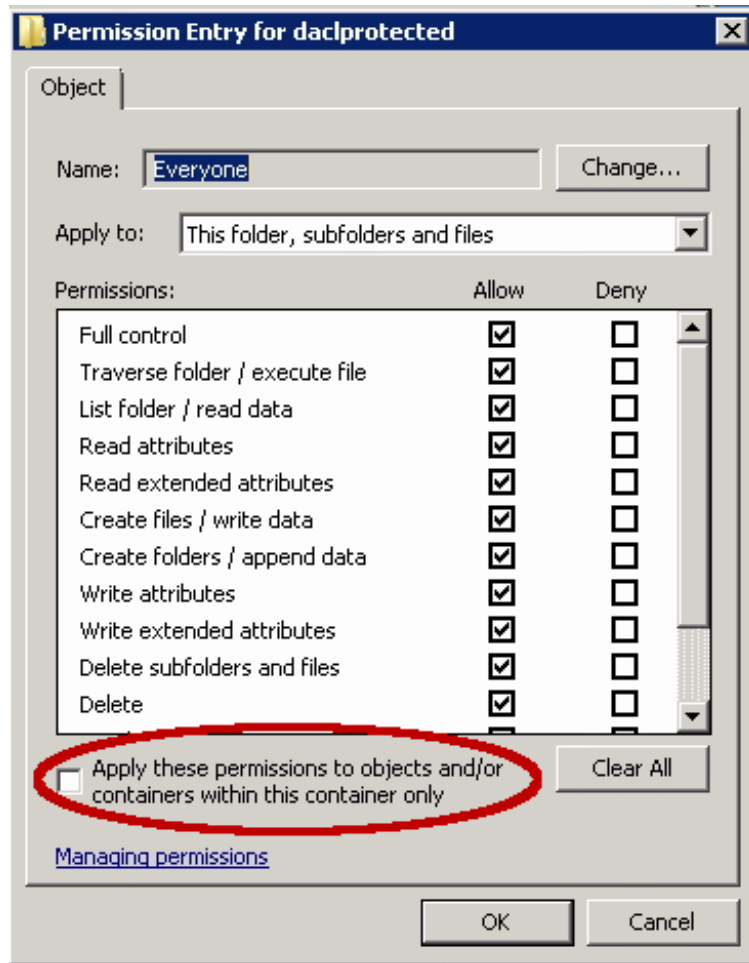 Permission Entry for daclprotected
Object
Name: Everyone Change...
Apply to: This folder, subfolders and files
Permissions: Allow Deny
Full control
Traverse folder / execute file
List folder / read data
Read attributes
Read extended attributes
Create files / write data
Create folders / append data
Write attributes
Write extended attributes
Delete subfolders and files
Delete
Apply these permissions to objects and/or Clear All
containers within this container only
Managing permissions
OK Cancel